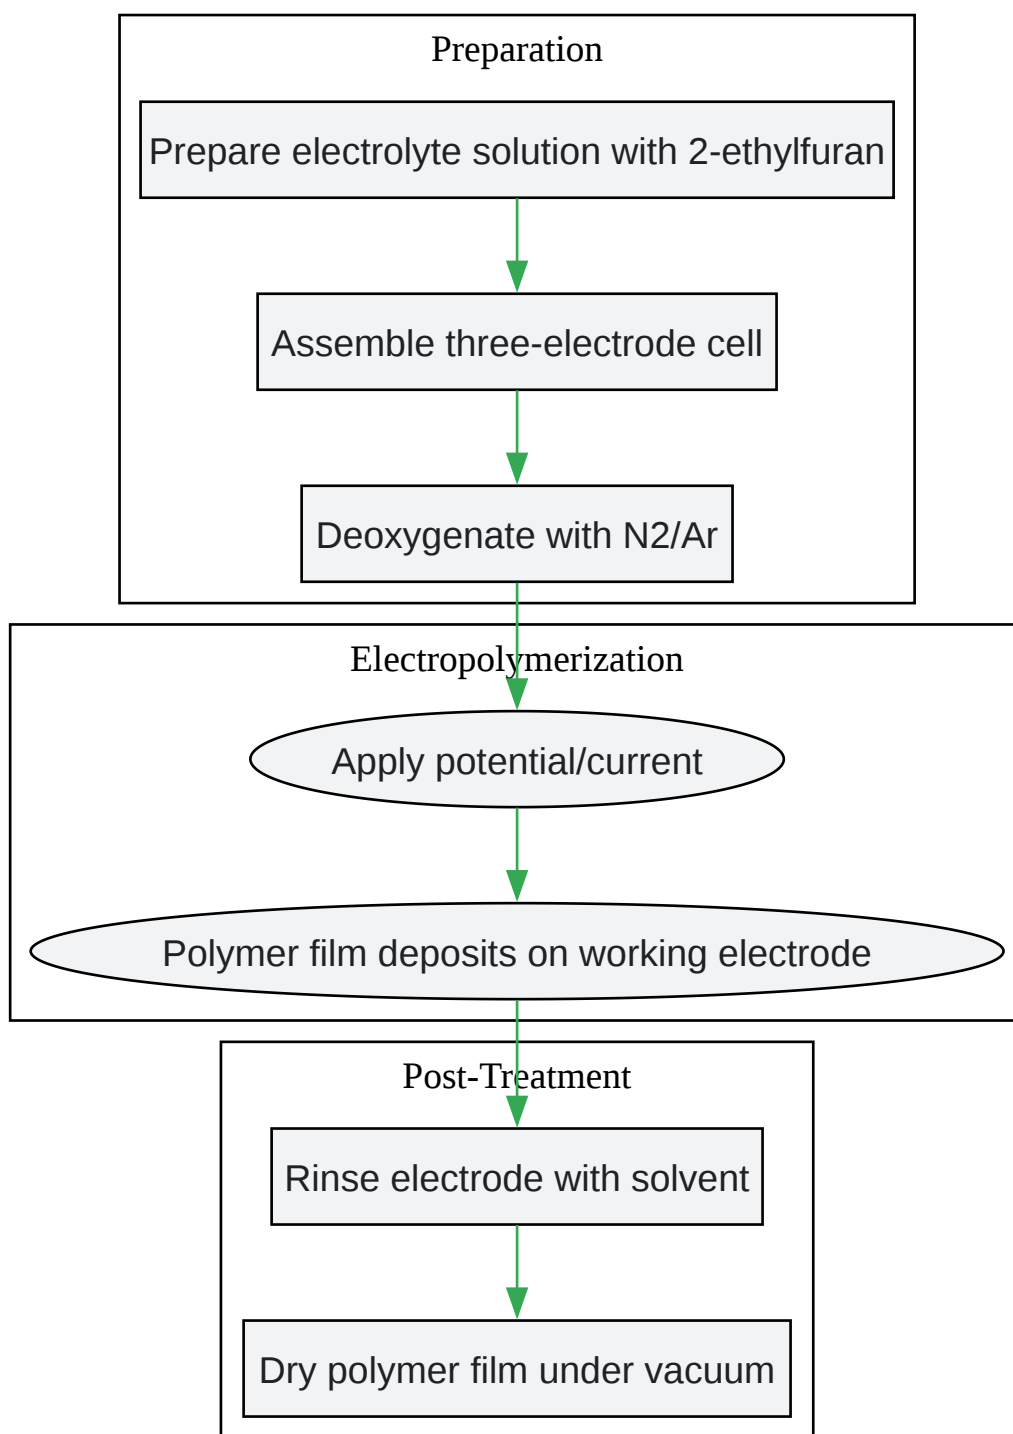 Preparation
Prepare electrolyte solution with 2-ethylfuran
Assemble three-electrode cell
Deoxygenate with N2/Ar
Electropolymerization
Apply potential/current
Polymer film deposits on working electrode
Post-Treatment
Rinse electrode with solvent
Dry polymer film under vacuum